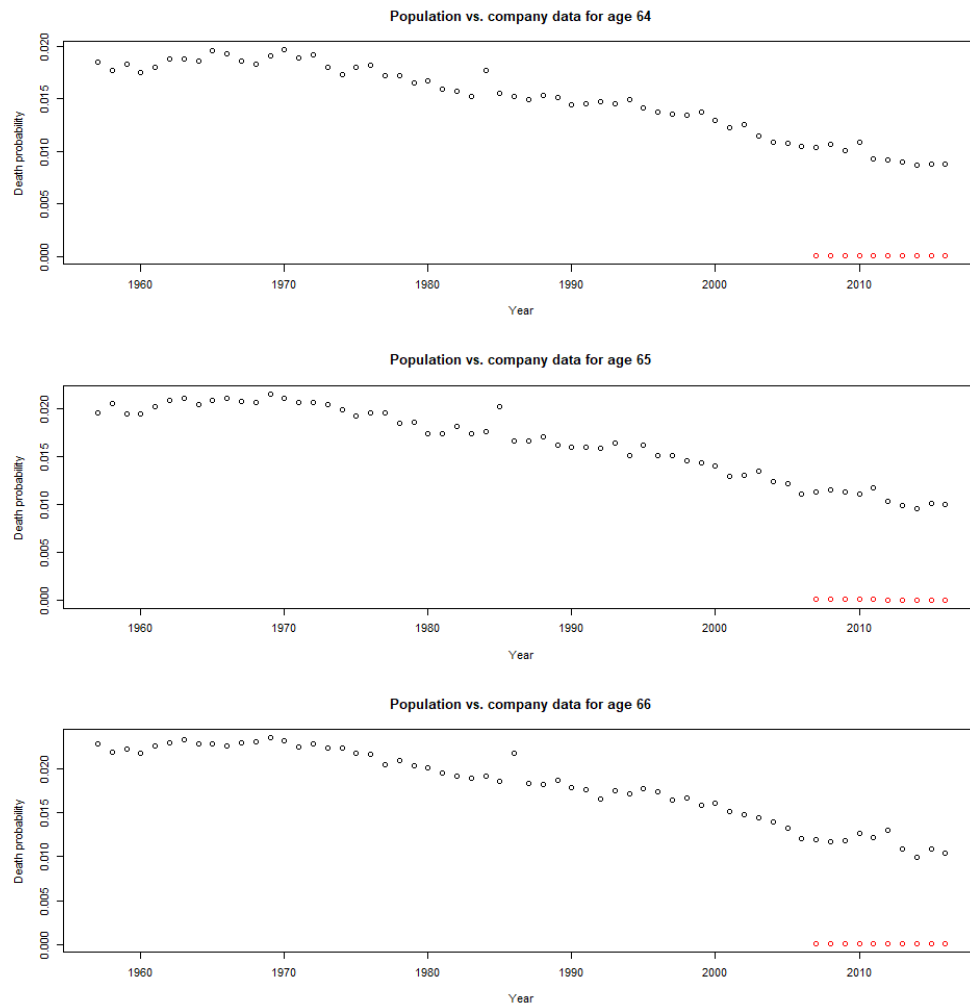 Population vs. company data for age 64
Death probability
0.000 0.005 0.010 0.015 0.020
1960 1970 1980 1990 2000 2010
Year
Population vs. company data for age 65
Death probability
0.000 0.005 0.010 0.015 0.020
1960 1970 1980 1990 2000 2010
Year
Population vs. company data for age 66
Death probability
0.000 0.005 0.010 0.015 0.020
1960 1970 1980 1990 2000 2010
Year